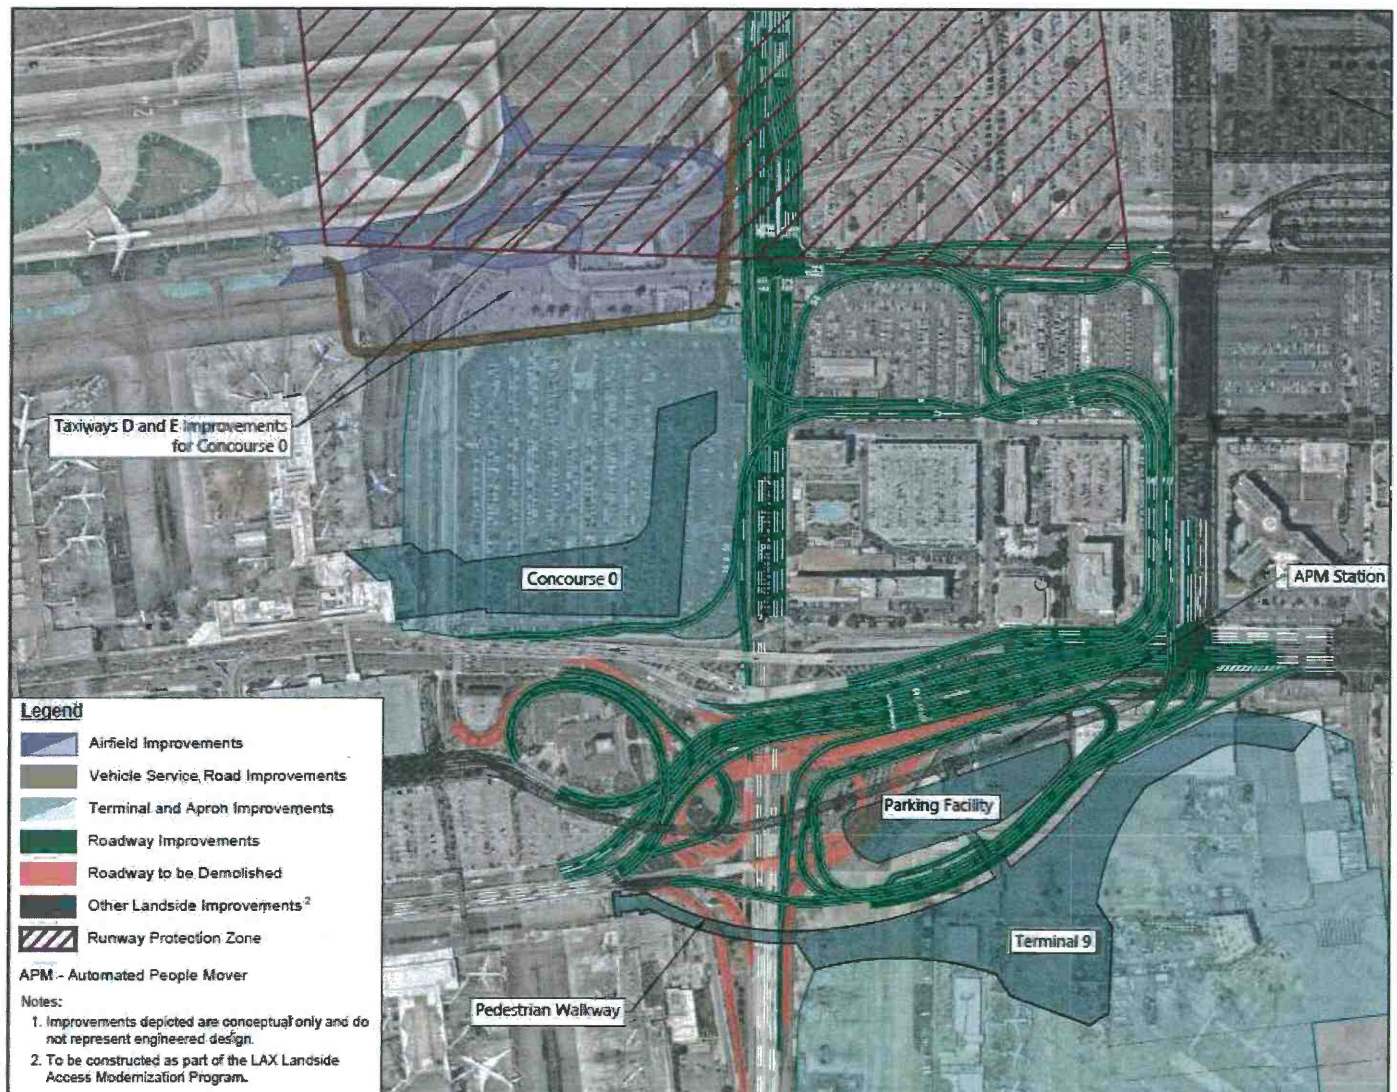 Taxiways D and E Improvements
for Concourse 0
Concourse 0
APM Station
Parking Facility
Terminal 9
Pedestrian Walkway
Legend
Airfield Improvements
Vehicle Service Road Improvements
Terminal and Apron Improvements
Roadway Improvements
Roadway to be Demolished
Other Landside Improvements 2
Runway Protection Zone
APM - Automated People Mover
Notes:
1. Improvements depicted are conceptual only and do
not represent engineered design.
2. To be constructed as part of the LAX Landside
Access Modernization Program.